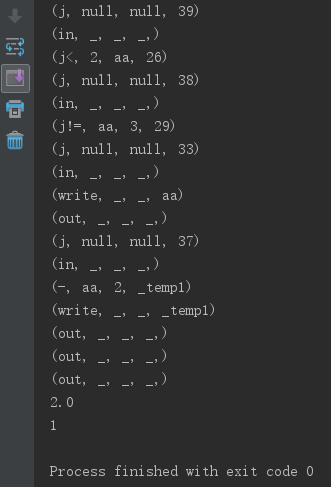 (j, null, null, 39)
(in, _, _, _,)
(j<, 2, aa, 26)
(j, null, null, 38)
(in, _, _, _,)
(j!=, aa, 3, 29)
(j, null, null, 33)
(in, _, _, _,)
(write, _, _, aa)
(out, _, _, _,)
(j, null, null, 37)
(in, _, _, _,)
(-, aa, 2, _temp1)
(write, _, _, _temp1)
(out, _, _, _,)
(out, _, _, _,)
(out, _, _, _,)
2.0
1
Process finished with exit code 0